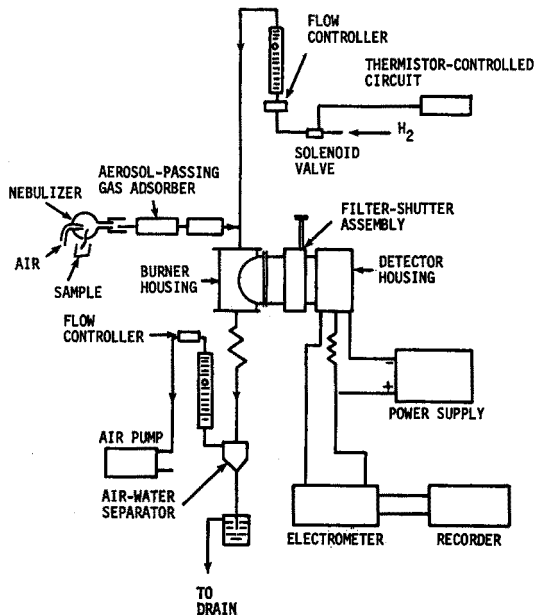 FLOW
CONTROLLER
THERMISTOR-CONTROLLED
CIRCUIT
H2
SOLENOID
VALVE
AEROSOL-PASSING
GAS ADSORBER
NEBULIZER
AIR
SAMPLE
FILTER-SHUTTER
ASSEMBLY
BURNER
HOUSING
DETECTOR
HOUSING
FLOW
CONTROLLER
-
+
POWER SUPPLY
AIR PUMP
AIR-WATER
SEPARATOR
ELECTROMETER
RECORDER
TO
DRAIN